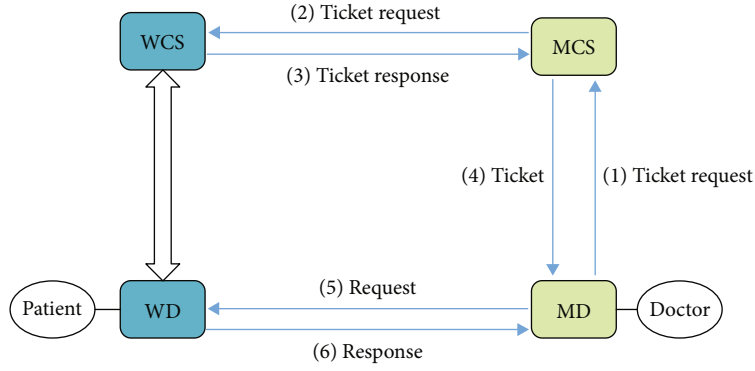 (2) Ticket request
WCS
MCS
(3) Ticket response
(4) Ticket
(1) Ticket request
(5) Request
Patient
WD
MD
Doctor
(6) Response